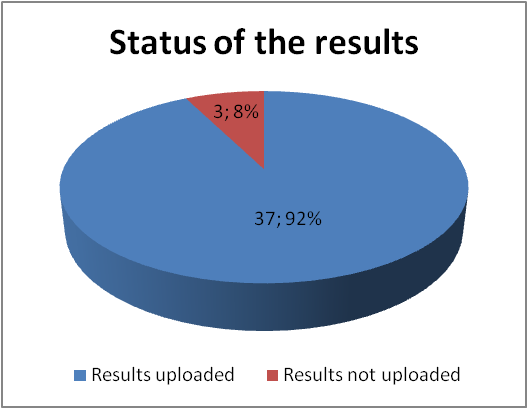 Status of the results
3; 8%
37; 92%
Results uploaded
Results not uploaded